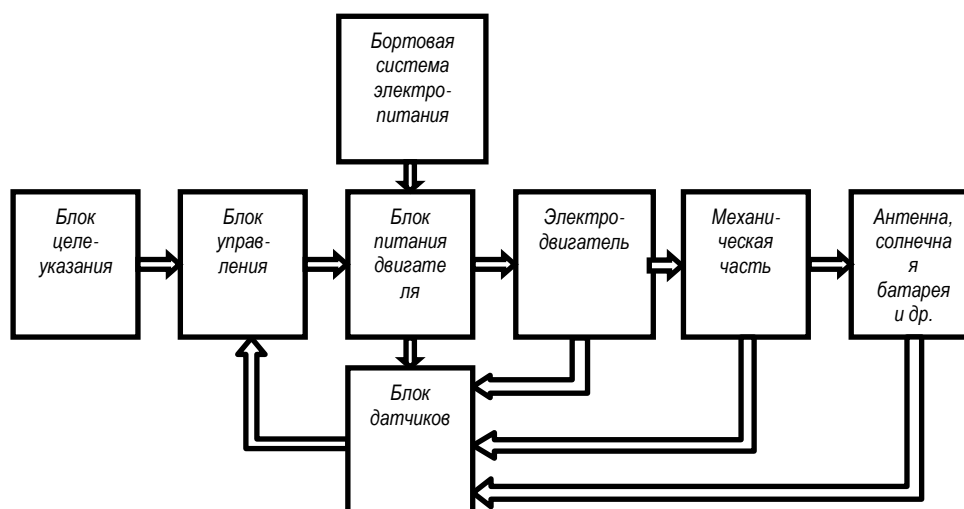 Бортовая
система
электро-
питания
Блок
целе-
указания
Блок
управ-
ления
Блок
питания
двигате
ля
Электро-
двигатель
Механи-
ческая
часть
Антенна,
солнечна
я
батарея
и др.
Блок
датчиков